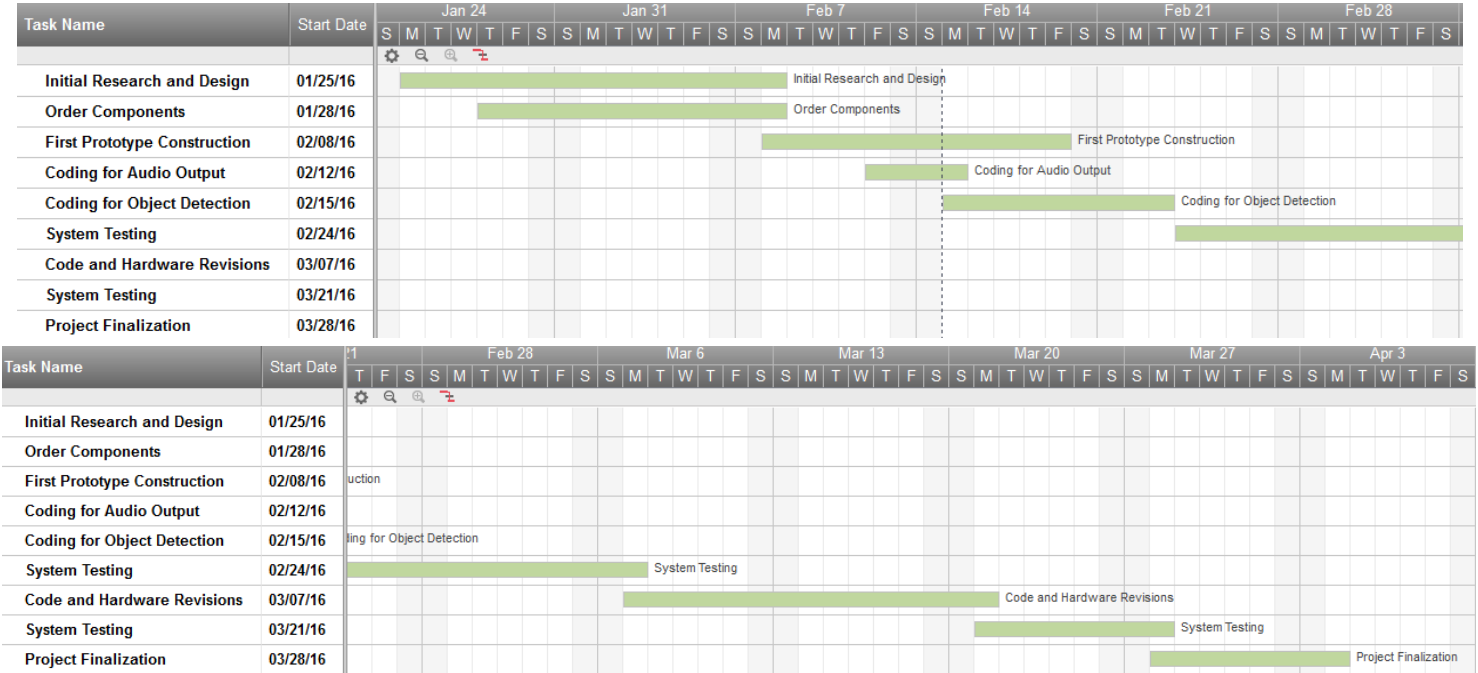 Task Name Start Date Jan 24 Jan 31 Feb 7 Feb 14 Feb 21 Feb 28
S M T W T F S S M T W T F S S M T W T F S S M T W T F S S M T W T F S S M T W T F S
Initial Research and Design 01/25/16 Initial Research and Design
Order Components 01/28/16 Order Components
First Prototype Construction 02/08/16 First Prototype Construction
Coding for Audio Output 02/12/16 Coding for Audio Output
Coding for Object Detection 02/15/16 Coding for Object Detection
System Testing 02/24/16
Code and Hardware Revisions 03/07/16
System Testing 03/21/16
Project Finalization 03/28/16
Task Name Start Date 21 Feb 28 Mar 6 Mar 13 Mar 20 Mar 27 Apr 3
T F S S M T W T F S S M T W T F S S M T W T F S S M T W T F S S M T W T F S S M T W T F S
Initial Research and Design 01/25/16
Order Components 01/28/16
First Prototype Construction 02/08/16 uction
Coding for Audio Output 02/12/16
Coding for Object Detection 02/15/16 ding for Object Detection
System Testing 02/24/16 System Testing
Code and Hardware Revisions 03/07/16 Code and Hardware Revisions
System Testing 03/21/16 System Testing
Project Finalization 03/28/16 Project Finalization